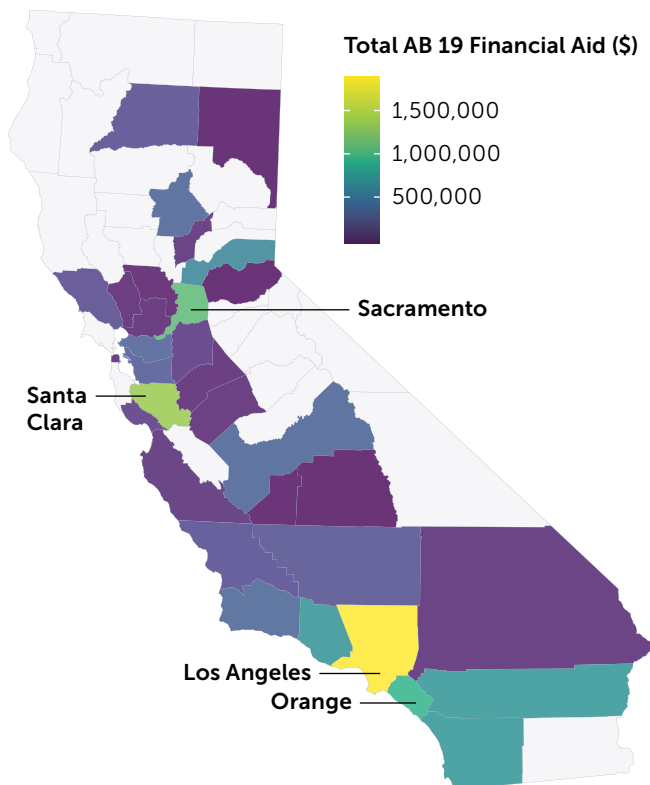 Total AB 19 Financial Aid ($)
1,500,000
1,000,000
500,000
Sacramento
Santa
Clara
Los Angeles
Orange